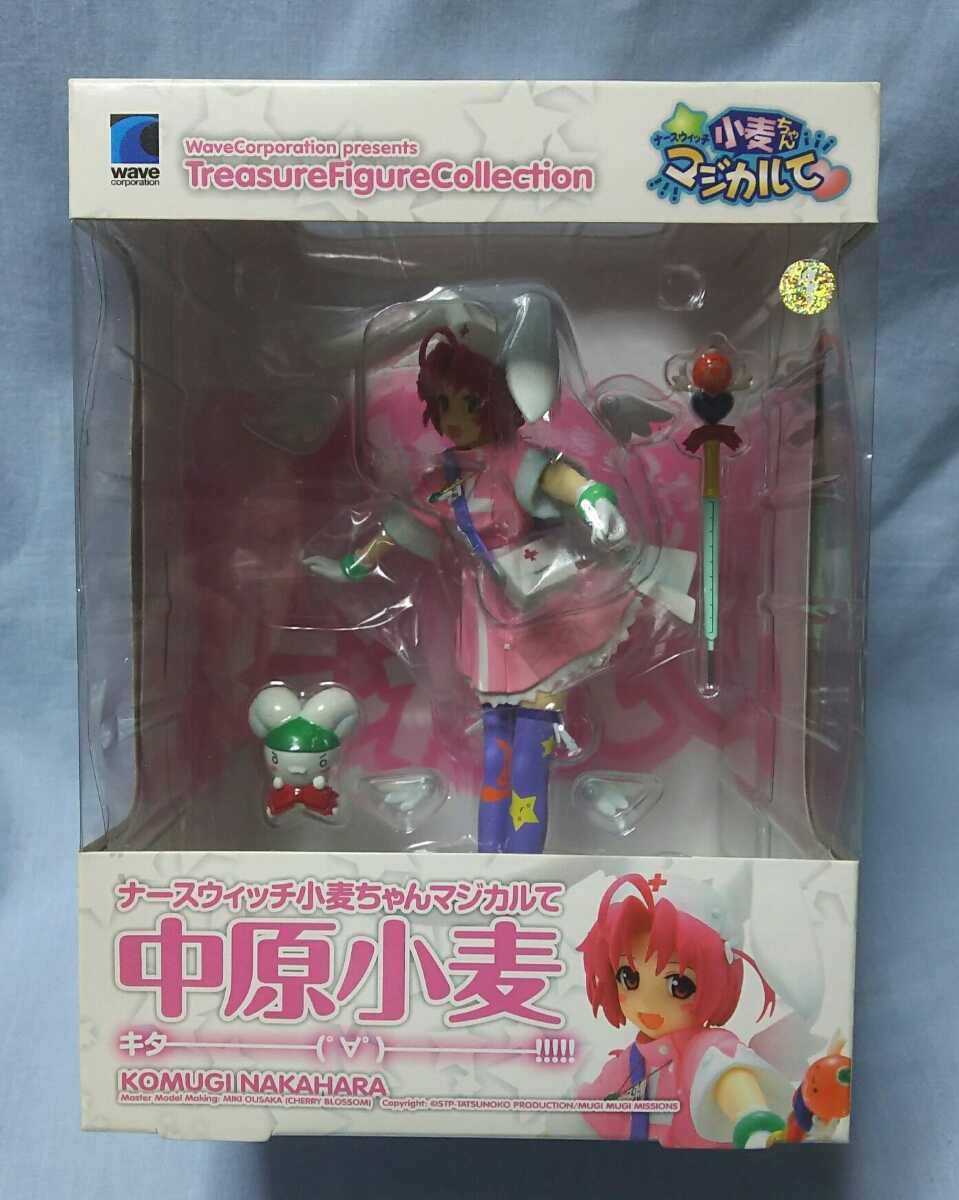 wave
corporation
WaveCorporation presents
TreasureFigureCollection
ナースウィッチ
小麦ちゃん
マジカルて
ナースウィッチ小麦ちゃんマジカルて
中原小麦
キタ━━━━━━(ﾟ∀ﾟ)━━━━━━!!!!!
KOMUGI NAKAHARA
Master Model Making: MIKI OUSAKA (CHERRY BLOSSOM) Copyright: ©STP-TATSUNOKO PRODUCTION/MUGI MUGI MISSIONS